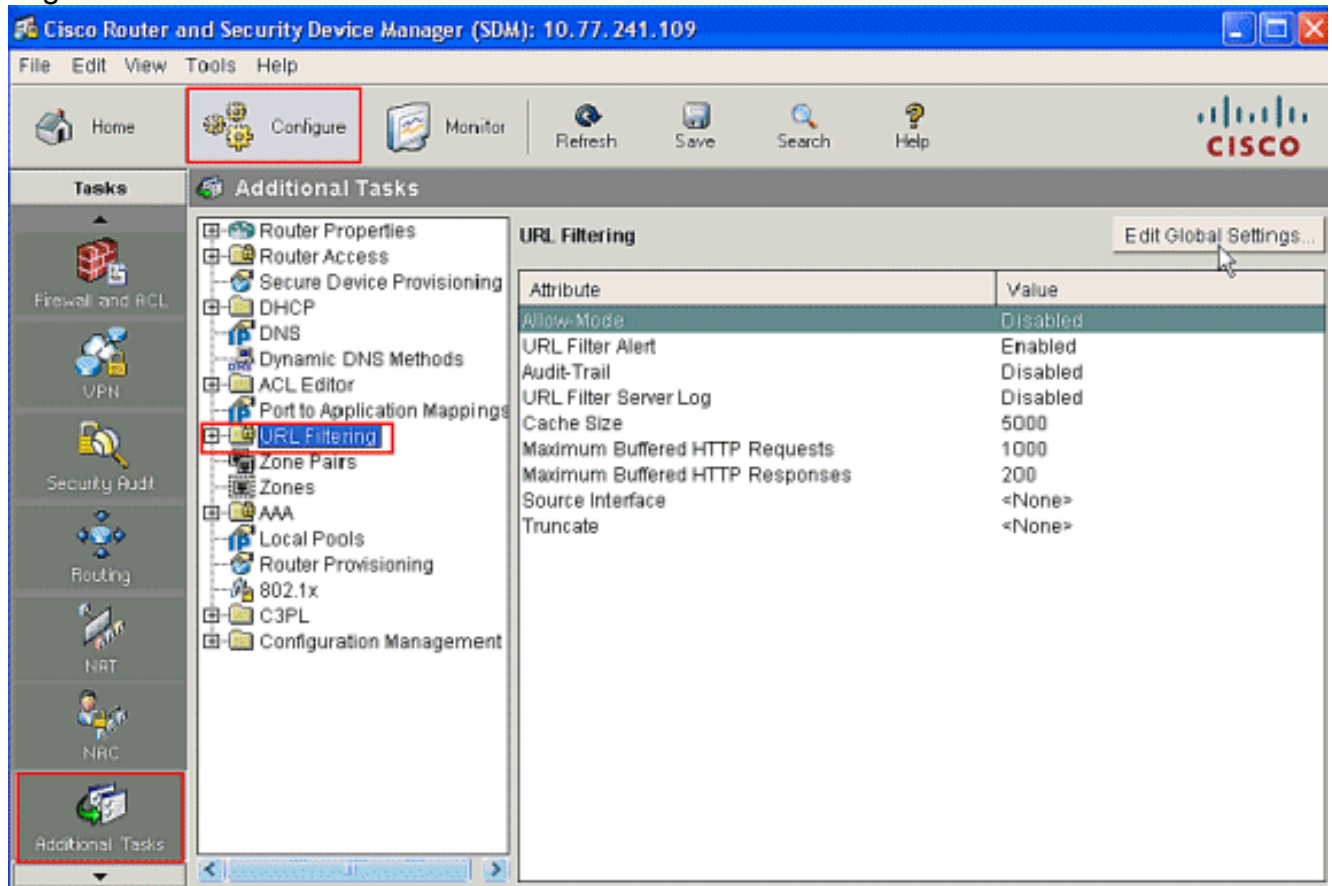 Cisco Router and Security Device Manager (SDM): 10.77.241.109
File Edit View Tools Help
Home Configure Monitor Refresh Save Search Help
CISCO
Tasks
Additional Tasks
Firewall and ACL
VPN
Security Audit
Routing
NAT
NAC
Additional Tasks
Router Properties
Router Access
Secure Device Provisioning
DHCP
DNS
Dynamic DNS Methods
ACL Editor
Port to Application Mappings
URL Filtering
Zone Pairs
Zones
AAA
Local Pools
Router Provisioning
802.1x
C3PL
Configuration Management
URL Filtering
Edit Global Settings...
Attribute Value
Allow-Mode Disabled
URL Filter Alert Enabled
Audit-Trail Disabled
URL Filter Server Log Disabled
Cache Size 5000
Maximum Buffered HTTP Requests 1000
Maximum Buffered HTTP Responses 200
Source Interface <None>
Truncate <None>